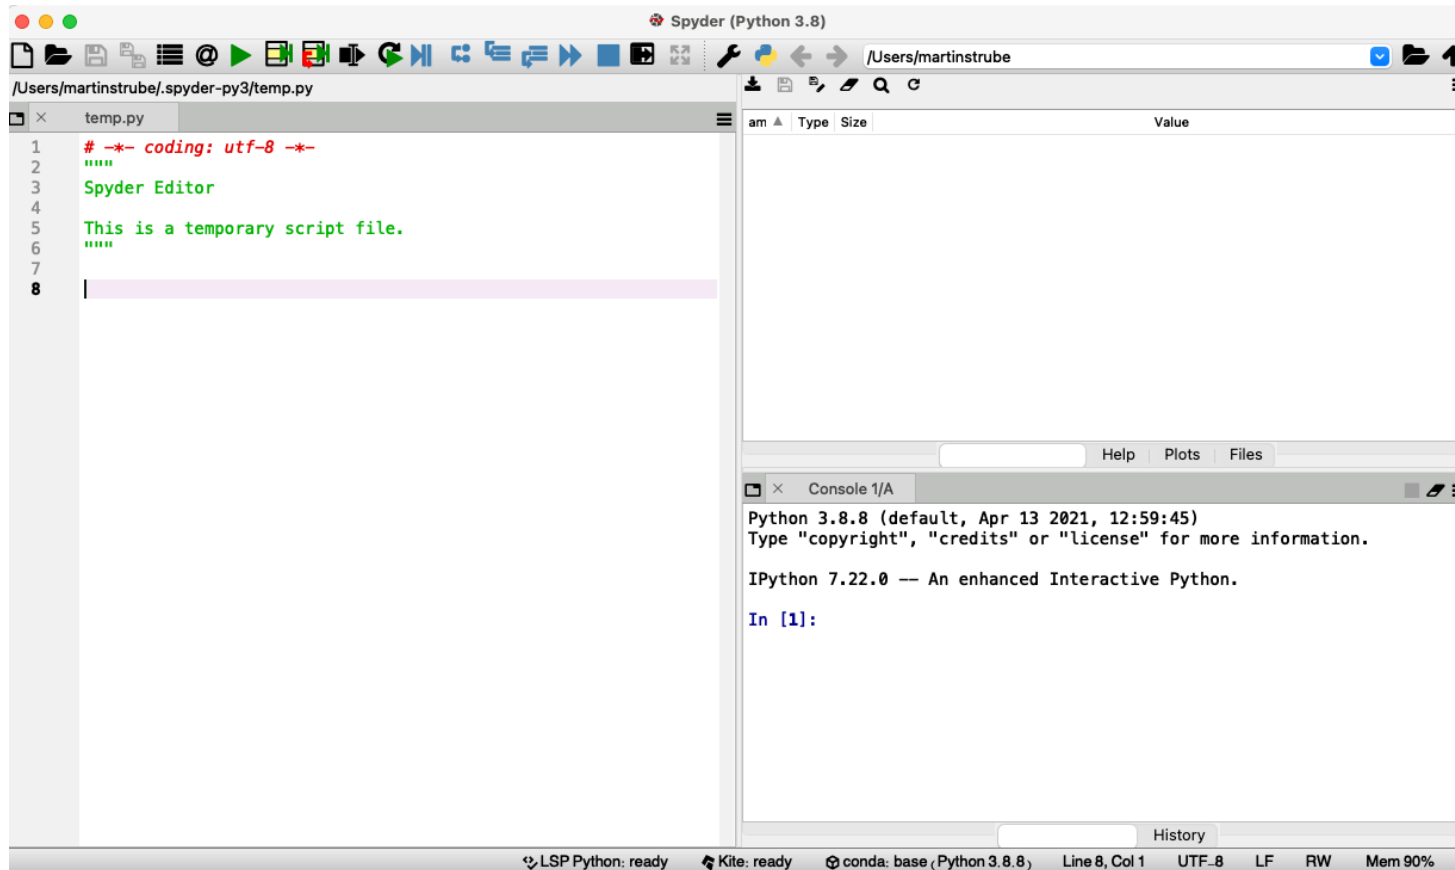 Spyder (Python 3.8)
/Users/martinstrube
/Users/martinstrube/.spyder-py3/temp.py
temp.py
1 # -*- coding: utf-8 -*-
2 """
3 Spyder Editor
4
5 This is a temporary script file.
6 """
7
8
am Type Size Value
Help Plots Files
Console 1/A
Python 3.8.8 (default, Apr 13 2021, 12:59:45)
Type "copyright", "credits" or "license" for more information.
IPython 7.22.0 -- An enhanced Interactive Python.
In [1]:
History
LSP Python: ready Kite: ready conda: base (Python 3.8.8) Line 8, Col 1 UTF-8 LF RW Mem 90%